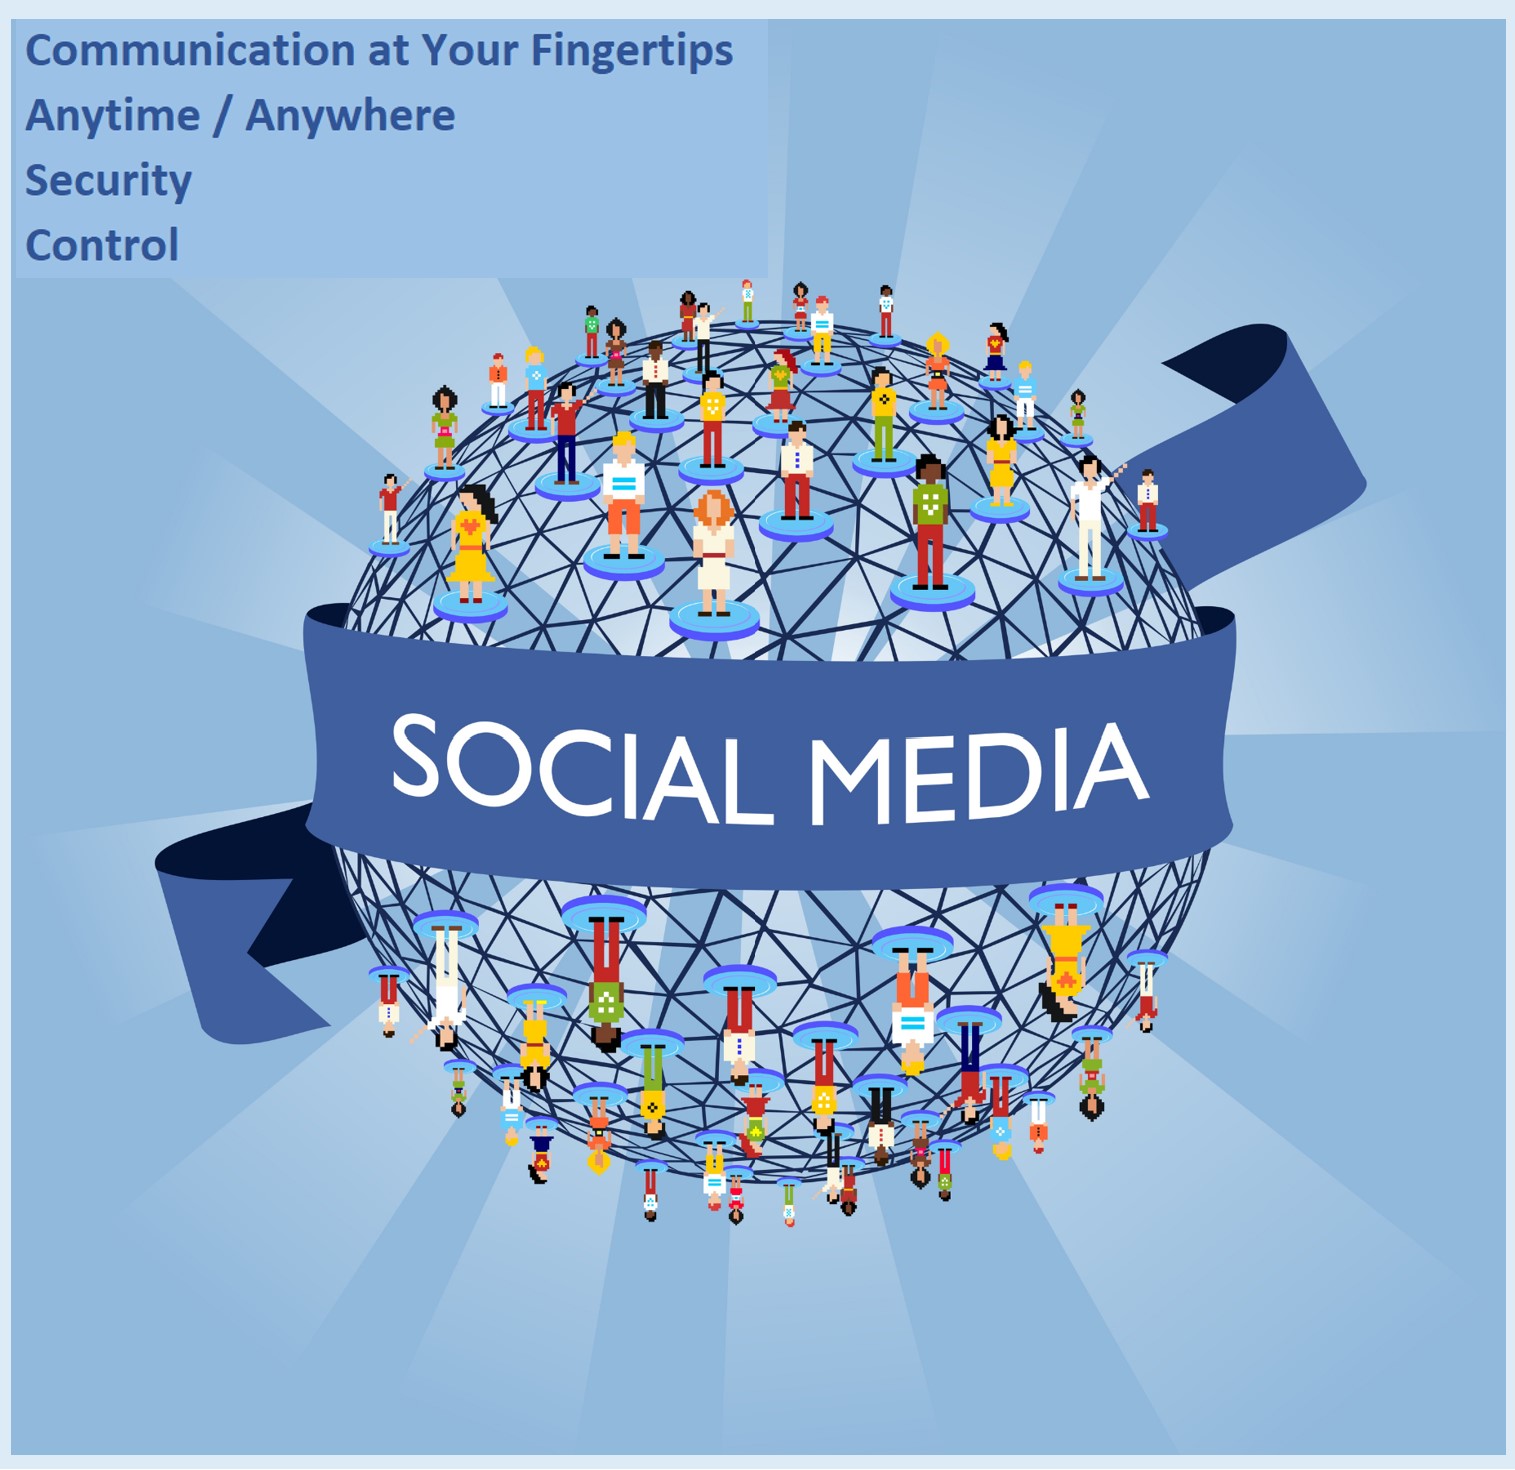 Communication at Your Fingertips
Anytime / Anywhere
Security
Control
SOCIAL MEDIA